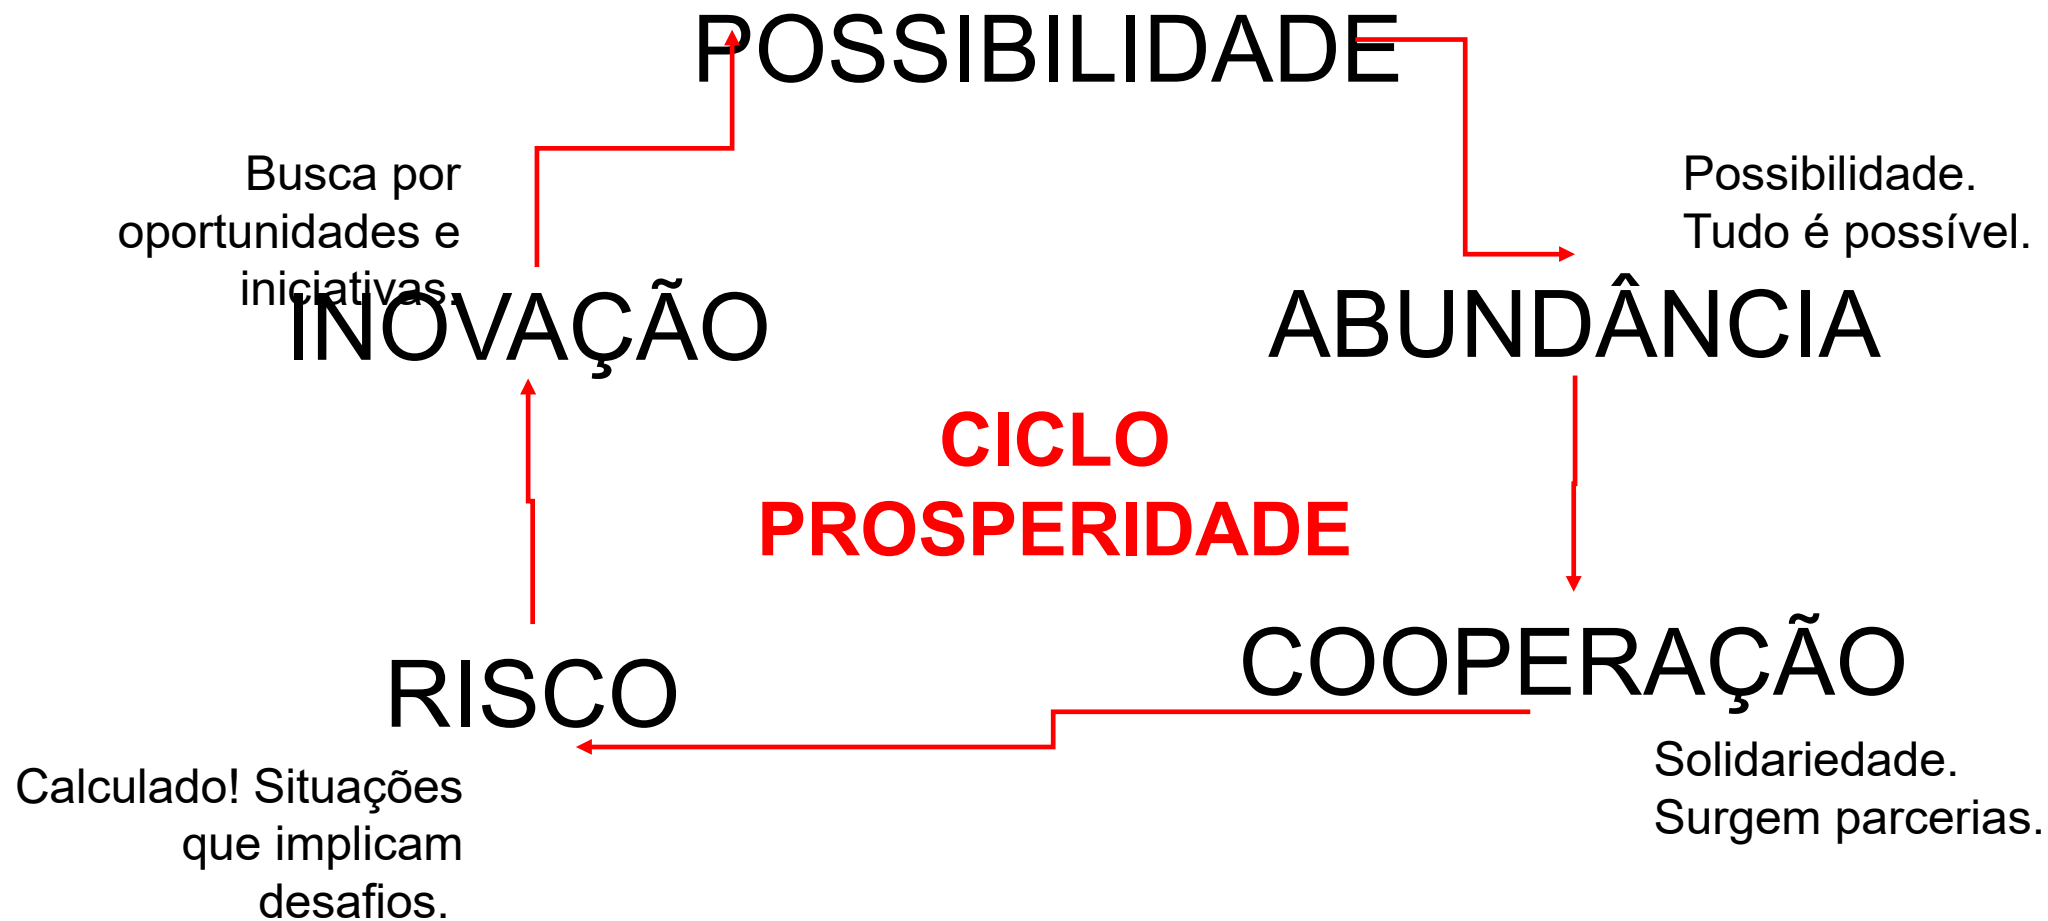 POSSIBILIDADE
Busca por
oportunidades e
iniciativas.
INOVAÇÃO
Possibilidade.
Tudo é possível.
ABUNDÂNCIA
CICLO
PROSPERIDADE
RISCO
Calculado! Situações
que implicam
desafios.
COOPERAÇÃO
Solidariedade.
Surgem parcerias.